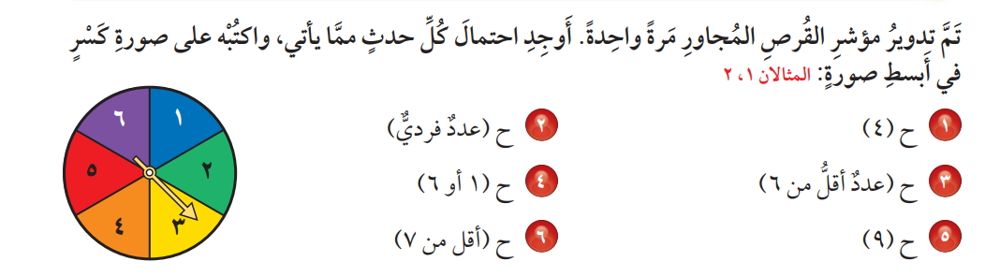 تَمَّ تدويرُ مؤشرِ القُرصِ المُجاورِ مَرةً واحِدةً. أَوجِدِ احتمالَ كُلِّ حدثٍ ممَّا يأتي، واكتُبْه على صورةِ كَسْرٍ
في أَبسطِ صورةٍ: المثالان ١، ٢
١ ح (٤)
٢ ح (عددٌ فرديٌّ)
٣ ح (عددٌ أقلُّ من ٦)
٤ ح (١ أو ٦)
٥ ح (٩)
٦ ح (أقل من ٧)
٦ ١
٥ ٢
٤ ٣